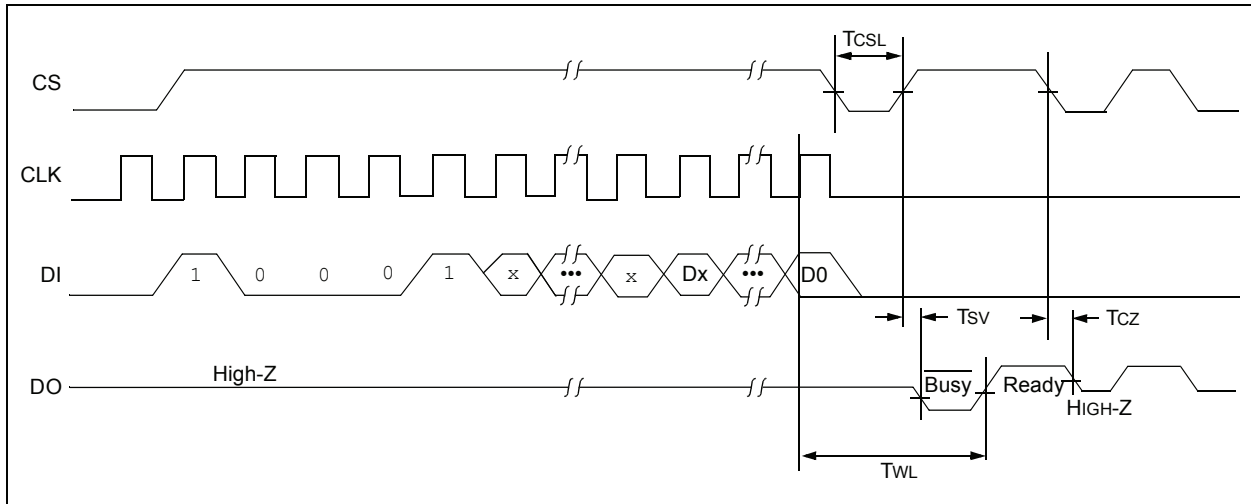 TCSL
CS
CLK
DI
1 0 0 0 1 x ••• x Dx ••• D0
TSV
TCZ
DO
High-Z
Busy
Ready
HIGH-Z
TWL